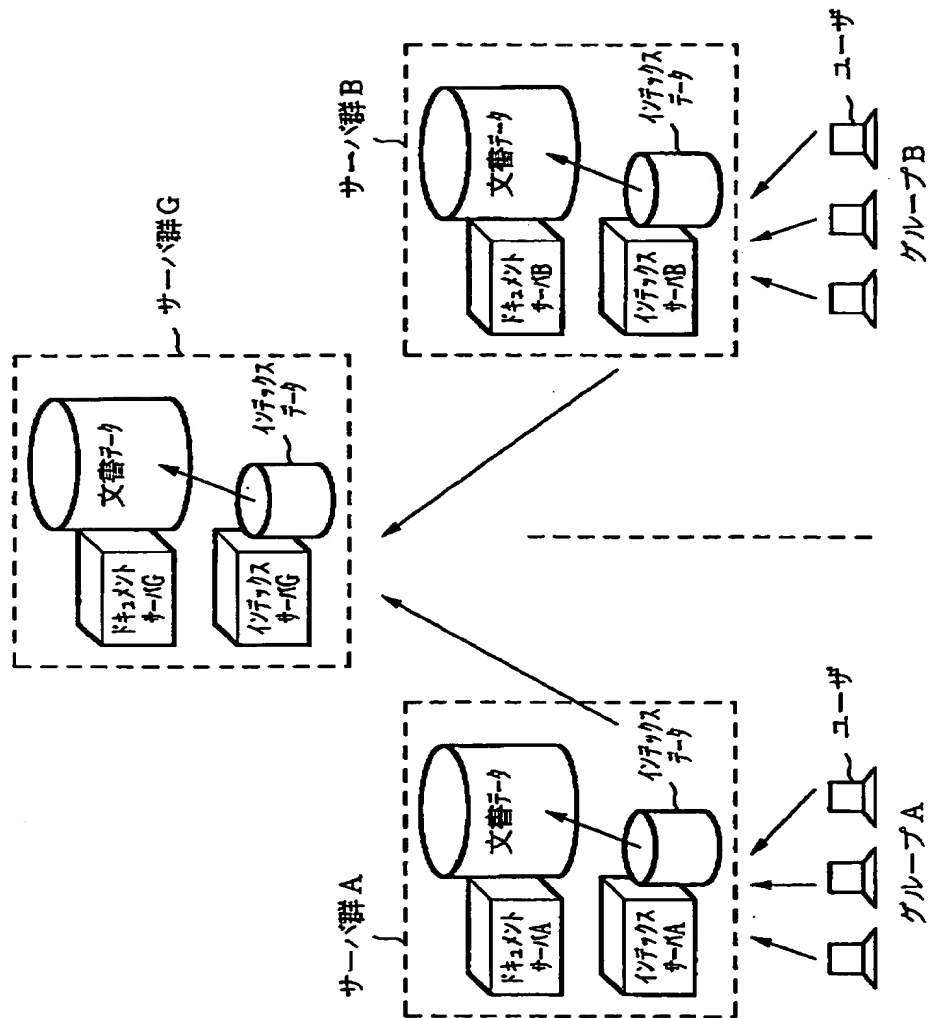 サーバ群G
ドキュメント
サーバG
文書データ
インデックス
サーバG
インデックス
データ
サーバ群A
ドキュメント
サーバA
文書データ
インデックス
サーバA
インデックス
データ
ユーザ
グループA
サーバ群B
ドキュメント
サーバB
文書データ
インデックス
サーバB
インデックス
データ
ユーザ
グループB